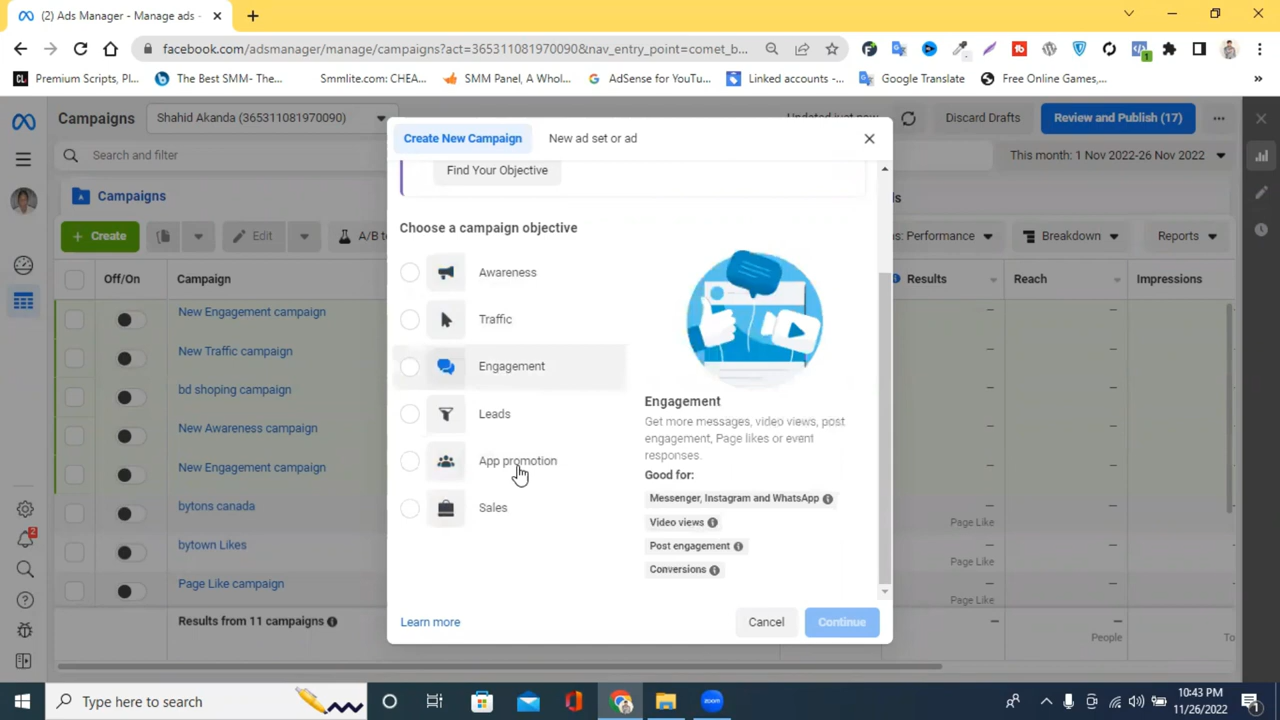 (2) Ads Manager - Manage ads -
facebook.com/adsmanager/manage/campaigns?act=365311081970090&nav_entry_point=comet_b...
Premium Scripts, Pl...
The Best SMM- The...
Smmlite.com: CHEA...
SMM Panel, A Whol...
AdSense for YouTu...
Linked accounts -...
Google Translate
Free Online Games,...
Campaigns
Shahid Akanda (365311081970090)
Updated just now
Discard Drafts
Review and Publish (17)
Search and filter
This month: 1 Nov 2022-26 Nov 2022
Campaigns
+ Create
Edit
A/B te
s: Performance
Breakdown
Reports
Off/On
Campaign
Results
Reach
Impressions
New Engagement campaign
New Traffic campaign
bd shoping campaign
New Awareness campaign
New Engagement campaign
bytons canada
Page Like
bytown Likes
Page Like
Page Like campaign
Page Like
Results from 11 campaigns
People
To
Create New Campaign
New ad set or ad
Find Your Objective
Choose a campaign objective
Awareness
Traffic
Engagement
Leads
App promotion
Sales
Engagement
Get more messages, video views, post
engagement, Page likes or event
responses.
Good for:
Messenger, Instagram and WhatsApp
Video views
Post engagement
Conversions
Learn more
Cancel
Continue
2
1
Type here to search
zoom
10:43 PM
11/26/2022
1